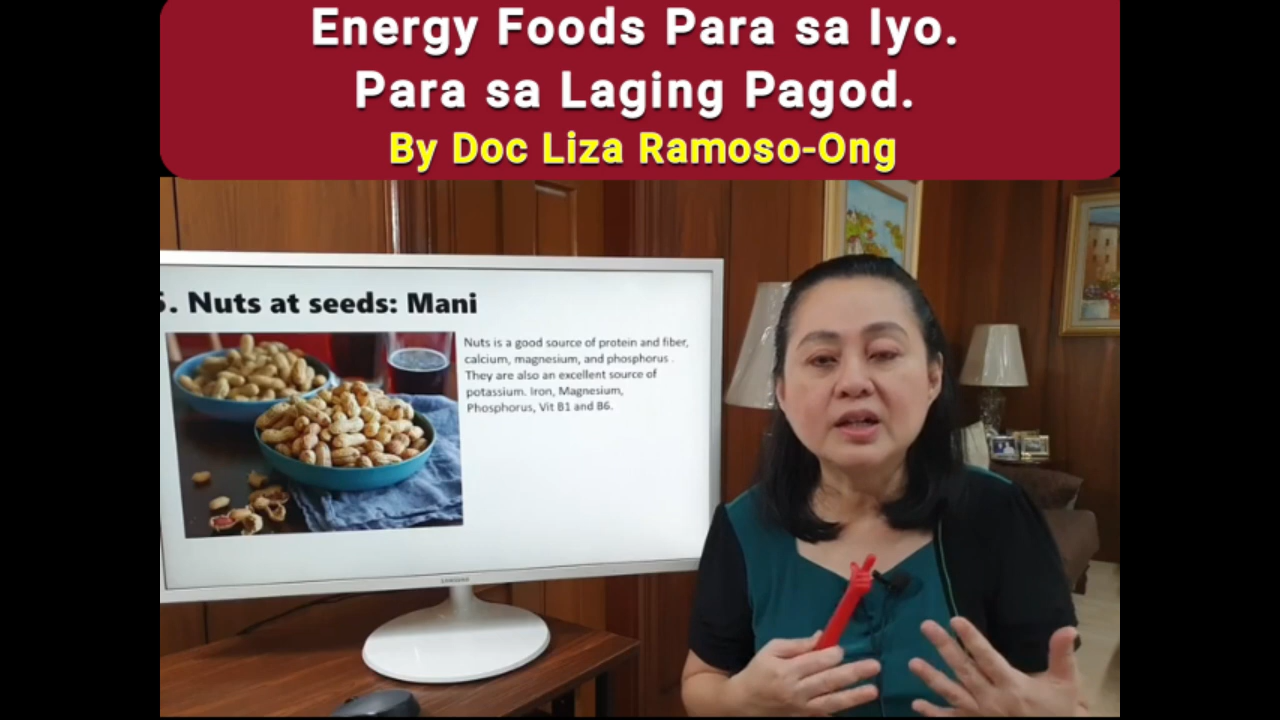 Energy Foods Para sa Iyo.
Para sa Laging Pagod.
By Doc Liza Ramoso-Ong
. Nuts at seeds: Mani
Nuts is a good source of protein and fiber,
calcium, magnesium, and phosphorus .
They are also an excellent source of
potassium. Iron, Magnesium,
Phosphorus, Vit B1 and B6.
SAMSUNG